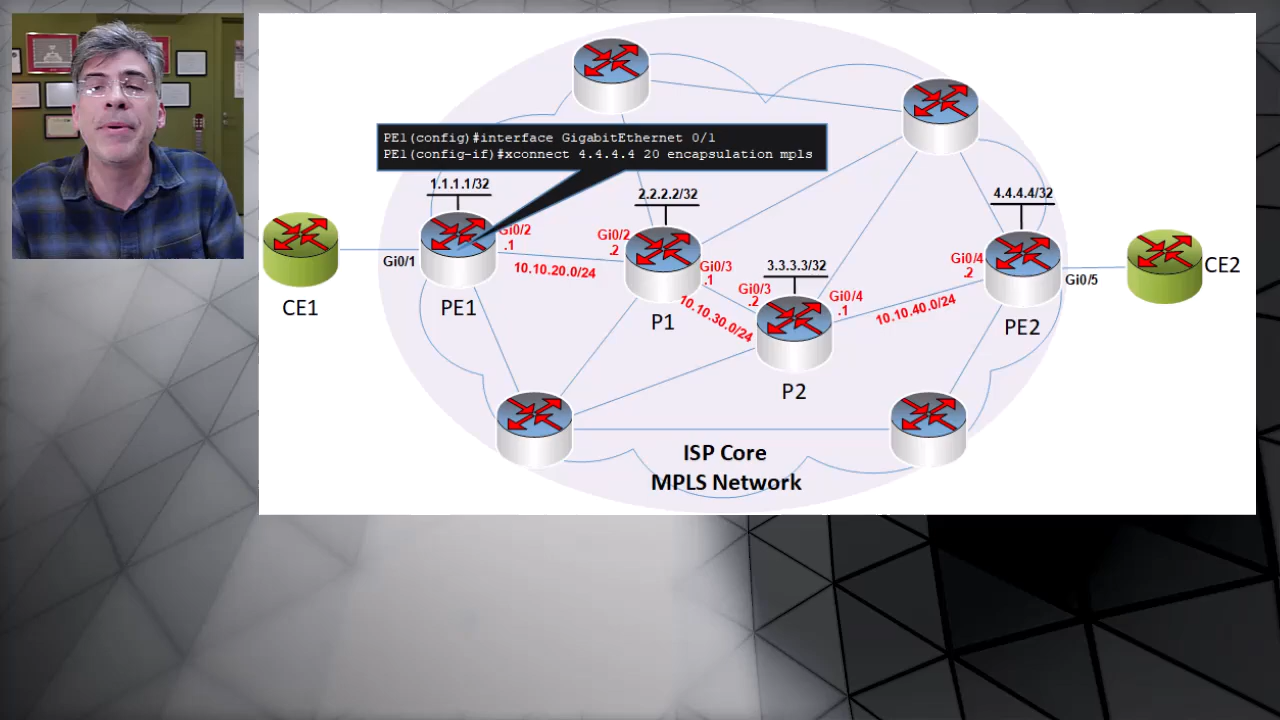 PE1(config)#interface GigabitEthernet 0/1
PE1(config-if)#xconnect 4.4.4.4 20 encapsulation mpls
1.1.1.1/32
2.2.2.2/32
4.4.4.4/32
Gi0/2
.1
Gi0/2
.2
Gi0/1
10.10.20.0/24
Gi0/3
.1
3.3.3.3/32
Gi0/3
.2
Gi0/4
.1
Gi0/4
.2
Gi0/5
CE2
10.10.30.0/24
10.10.40.0/24
CE1
PE1
P1
PE2
P2
ISP Core
MPLS Network